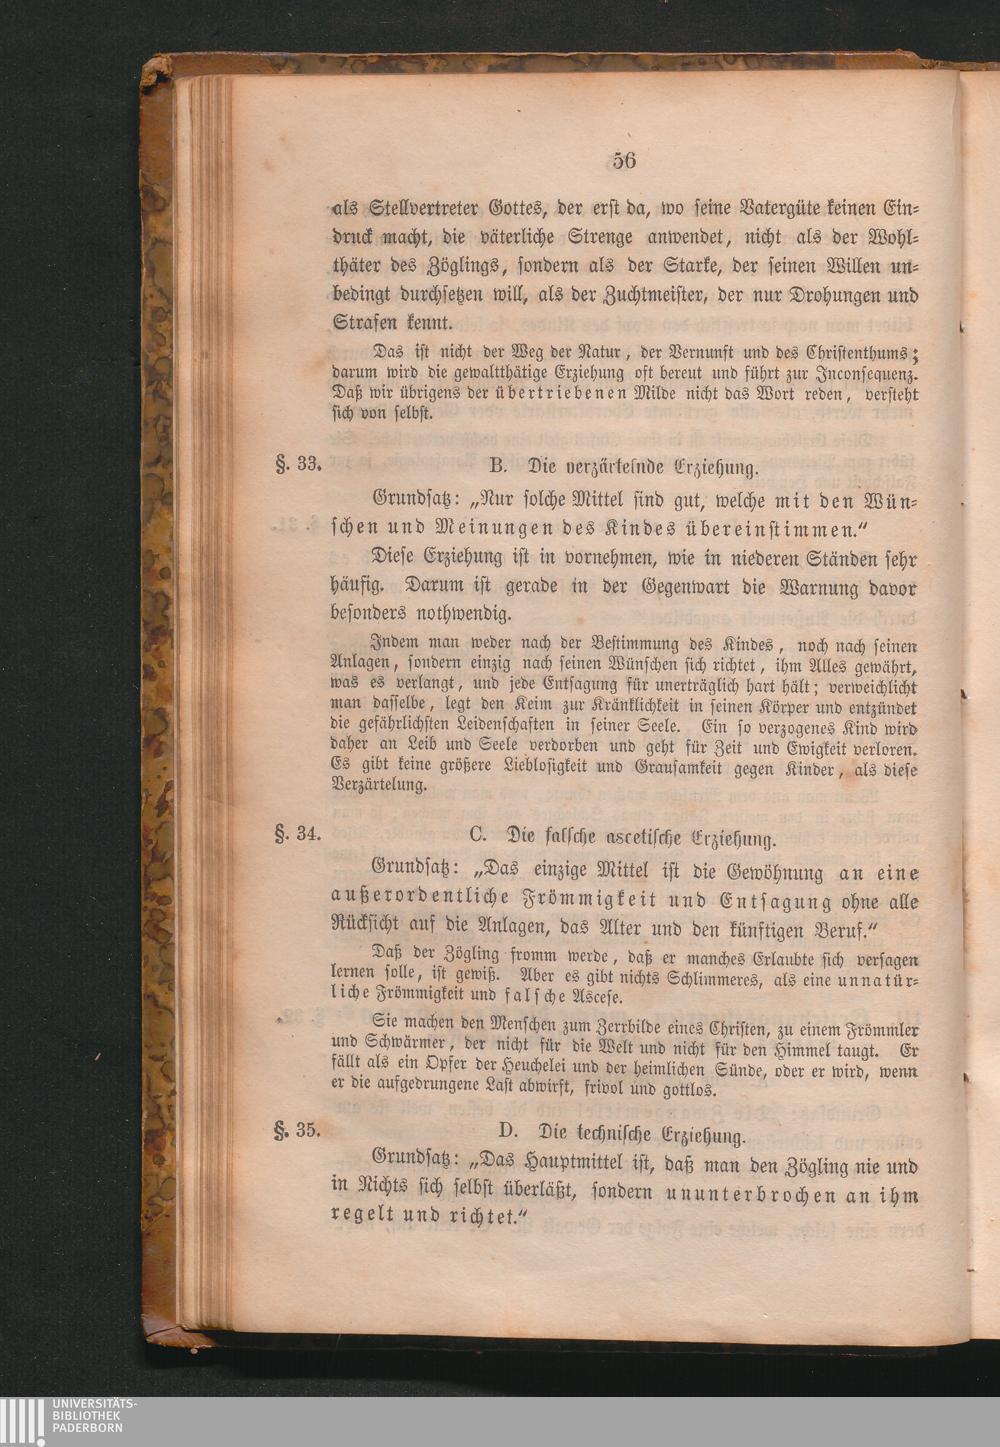 56
als Stellvertreter Gottes, der erst da, wo seine Vatergüte keinen Ein-
druck macht, die väterliche Strenge anwendet, nicht als der Wohl-
thäter des Zöglings, sondern als der Starke, der seinen Willen un-
bedingt durchsetzen will, als der Zuchtmeister, der nur Drohungen und
Strafen kennt.
Das ist nicht der Weg der Natur, der Vernunft und des Christenthums;
darum wird die gewaltthätige Erziehung oft bereut und führt zur Inconsequenz.
Daß wir übrigens der übertriebenen Milde nicht das Wort reden, versteht
sich von selbst.
§. 33. B. Die verzärtelnde Erziehung.
Grundsatz: „Nur solche Mittel sind gut, welche mit den Wün-
schen und Meinungen des Kindes übereinstimmen.“
Diese Erziehung ist in vornehmen, wie in niederen Ständen sehr
häufig. Darum ist gerade in der Gegenwart die Warnung davor
besonders nothwendig.
Indem man weder nach der Bestimmung des Kindes, noch nach seinen
Anlagen, sondern einzig nach seinen Wünschen sich richtet, ihm Alles gewährt,
was es verlangt, und jede Entsagung für unerträglich hart hält; verweichlicht
man dasselbe, legt den Keim zur Kränklichkeit in seinen Körper und entzündet
die gefährlichsten Leidenschaften in seiner Seele. Ein so verzogenes Kind wird
daher an Leib und Seele verdorben und geht für Zeit und Ewigkeit verloren.
Es gibt keine größere Lieblosigkeit und Grausamkeit gegen Kinder, als diese
Verzärtelung.
§. 34. C. Die falsche ascetische Erziehung.
Grundsatz: „Das einzige Mittel ist die Gewöhnung an eine
außerordentliche Frömmigkeit und Entsagung ohne alle
Rücksicht auf die Anlagen, das Alter und den künftigen Beruf.“
Daß der Zögling fromm werde, daß er manches Erlaubte sich versagen
lernen solle, ist gewiß. Aber es gibt nichts Schlimmeres, als eine unnatür-
liche Frömmigkeit und falsche Ascese.
Sie machen den Menschen zum Zerrbilde eines Christen, zu einem Frömmler
und Schwärmer, der nicht für die Welt und nicht für den Himmel taugt. Er
fällt als ein Opfer der Heuchelei und der heimlichen Sünde, oder er wird, wenn
er die aufgedrungene Last abwirft, frivol und gottlos.
§. 35. D. Die technische Erziehung.
Grundsatz: „Das Hauptmittel ist, daß man den Zögling nie und
in Nichts sich selbst überläßt, sondern ununterbrochen an ihm
regelt und richtet.“
UNIVERSITÄTS-
BIBLIOTHEK
PADERBORN